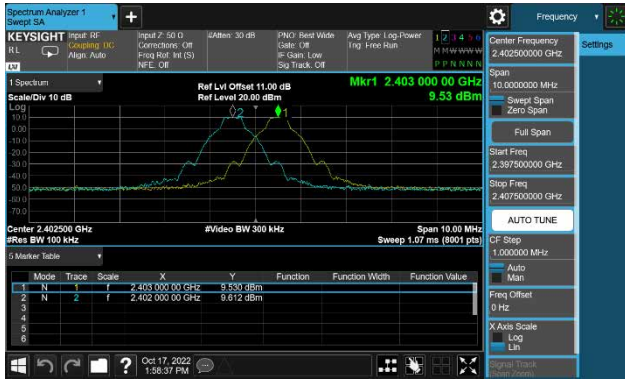 Spectrum Analyzer 1
Swept SA
+
Frequency
KEYSIGHT
RL
Input: RF
Coupling: DC
Align: Auto
Input Z: 50 Ω
Corrections: Off
Freq Ref: Int (S)
NFE: Off
#Atten: 30 dB
PNO: Best Wide
Gate: Off
IF Gain: Low
Sig Track: Off
Avg Type: Log-Power
Trig: Free Run
1 2 3 4 5 6
M M W W W W
P P N N N N
LXI
1 Spectrum
Scale/Div 10 dB
Ref Lvl Offset 11.00 dB
Ref Level 20.00 dBm
Mkr1 2.403 000 00 GHz
9.53 dBm
Log
10.0
0.00
-10.0
-20.0
-30.0
-40.0
-50.0
-60.0
-70.0
2
1
Center 2.402500 GHz
#Res BW 100 kHz
#Video BW 300 kHz
Span 10.00 MHz
Sweep 1.07 ms (8001 pts)
5 Marker Table
Mode Trace Scale X Y Function Function Width Function Value
1 N 1 f 2.403 000 00 GHz 9.530 dBm
2 N 2 f 2.402 000 00 GHz 9.612 dBm
3
4
5
6
?
Oct 17, 2022
1:58:37 PM
Settings
Center Frequency
2.402500000 GHz
Span
10.0000000 MHz
Swept Span
Zero Span
Full Span
Start Freq
2.397500000 GHz
Stop Freq
2.407500000 GHz
AUTO TUNE
CF Step
1.000000 MHz
Auto
Man
Freq Offset
0 Hz
X Axis Scale
Log
Lin
Signal Track
(Span Zoom)